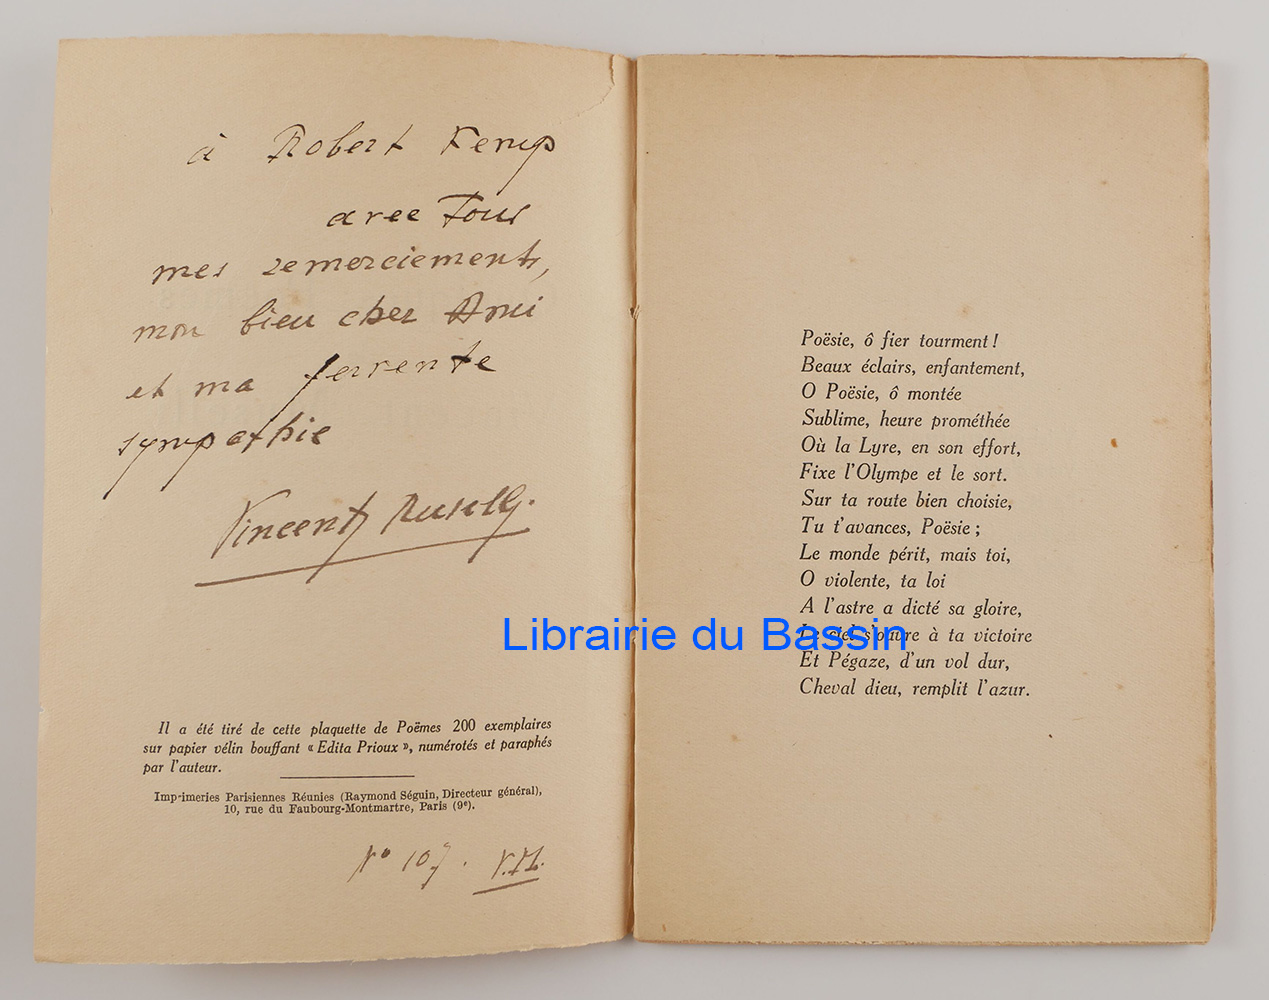 à Robert Kemp
avec tous
mes remerciements,
mon bien cher Ami
et ma fervente
sympathie
Vincent
Il a été tiré de cette plaquette de Poëmes 200 exemplaires
sur papier vélin bouffant « Edita Prioux », numérotés et paraphés
par l'auteur.
Imp-imeries Parisiennes Réunies (Raymond Séguin, Directeur général),
10, rue du Faubourg-Montmartre, Paris (9e).
N° 107. V.M.
Poësie, ô fier tourment !
Beaux éclairs, enfantement,
O Poësie, ô montée
Sublime, heure prométhée
Où la Lyre, en son effort,
Fixe l'Olympe et le sort.
Sur ta route bien choisie,
Tu t'avances, Poësie ;
Le monde périt, mais toi,
O violente, ta loi
A l'astre a dicté sa gloire,
Le ciel s'ouvre à ta victoire
Et Pégaze, d'un vol dur,
Cheval dieu, remplit l'azur.
Librairie du Bassin